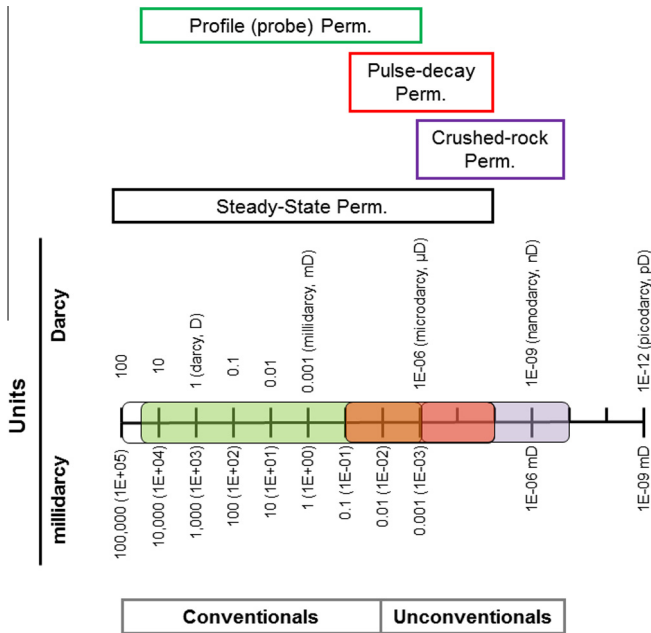 Profile (probe) Perm.
Pulse-decay
Perm.
Crushed-rock
Perm.
Steady-State Perm.
Units
Darcy
100
10
1 (darcy, D)
0.1
0.01
0.001 (millidarcy, mD)
1E-06 (microdarcy, µD)
1E-09 (nanodarcy, nD)
1E-12 (picodarcy, pD)
millidarcy
100,000 (1E+05)
10,000 (1E+04)
1,000 (1E+03)
100 (1E+02)
10 (1E+01)
1 (1E+00)
0.1 (1E-01)
0.01 (1E-02)
0.001 (1E-03)
1E-06 mD
1E-09 mD
Conventionals
Unconventionals